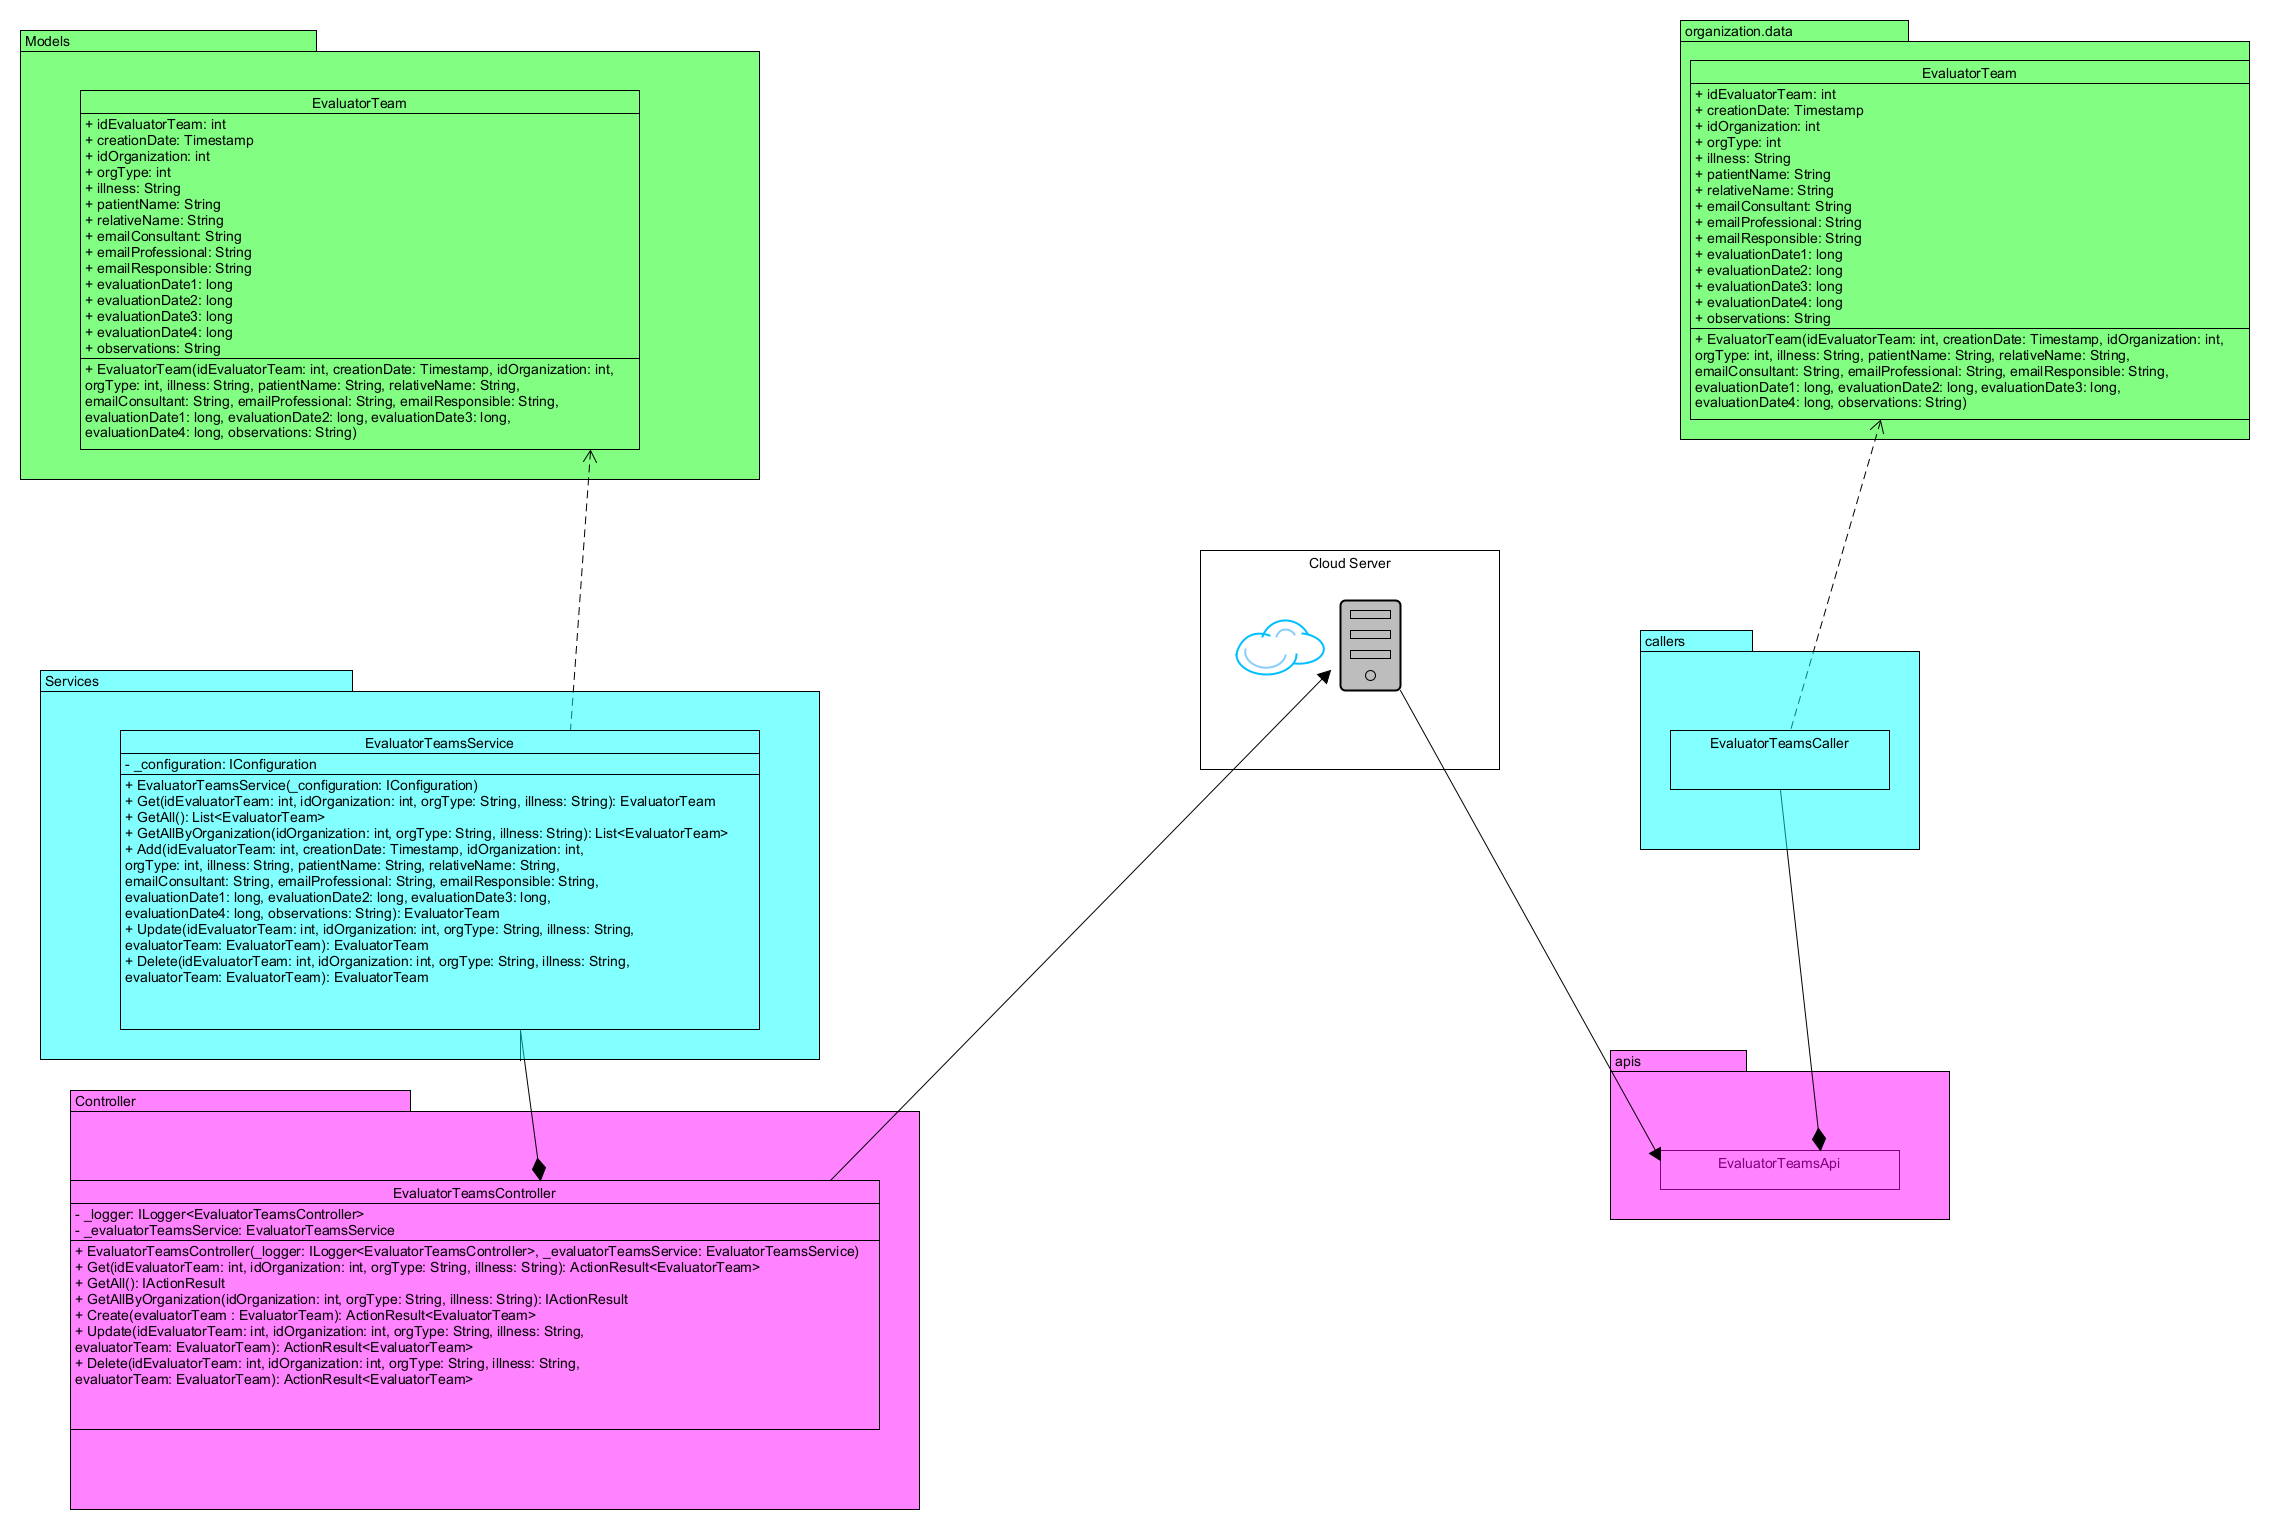 Models
EvaluatorTeam
+ idEvaluatorTeam: int
+ creationDate: Timestamp
+ idOrganization: int
+ orgType: int
+ illness: String
+ patientName: String
+ relativeName: String
+ emailConsultant: String
+ emailProfessional: String
+ emailResponsible: String
+ evaluationDate1: long
+ evaluationDate2: long
+ evaluationDate3: long
+ evaluationDate4: long
+ observations: String
+ EvaluatorTeam(idEvaluatorTeam: int, creationDate: Timestamp, idOrganization: int,
orgType: int, illness: String, patientName: String, relativeName: String,
emailConsultant: String, emailProfessional: String, emailResponsible: String,
evaluationDate1: long, evaluationDate2: long, evaluationDate3: long,
evaluationDate4: long, observations: String)
organization.data
EvaluatorTeam
+ idEvaluatorTeam: int
+ creationDate: Timestamp
+ idOrganization: int
+ orgType: int
+ illness: String
+ patientName: String
+ relativeName: String
+ emailConsultant: String
+ emailProfessional: String
+ emailResponsible: String
+ evaluationDate1: long
+ evaluationDate2: long
+ evaluationDate3: long
+ evaluationDate4: long
+ observations: String
+ EvaluatorTeam(idEvaluatorTeam: int, creationDate: Timestamp, idOrganization: int,
orgType: int, illness: String, patientName: String, relativeName: String,
emailConsultant: String, emailProfessional: String, emailResponsible: String,
evaluationDate1: long, evaluationDate2: long, evaluationDate3: long,
evaluationDate4: long, observations: String)
Cloud Server
Services
EvaluatorTeamsService
- _configuration: IConfiguration
+ EvaluatorTeamsService(_configuration: IConfiguration)
+ Get(idEvaluatorTeam: int, idOrganization: int, orgType: String, illness: String): EvaluatorTeam
+ GetAll(): List<EvaluatorTeam>
+ GetAllByOrganization(idOrganization: int, orgType: String, illness: String): List<EvaluatorTeam>
+ Add(idEvaluatorTeam: int, creationDate: Timestamp, idOrganization: int,
orgType: int, illness: String, patientName: String, relativeName: String,
emailConsultant: String, emailProfessional: String, emailResponsible: String,
evaluationDate1: long, evaluationDate2: long, evaluationDate3: long,
evaluationDate4: long, observations: String): EvaluatorTeam
+ Update(idEvaluatorTeam: int, idOrganization: int, orgType: String, illness: String,
evaluatorTeam: EvaluatorTeam): EvaluatorTeam
+ Delete(idEvaluatorTeam: int, idOrganization: int, orgType: String, illness: String,
evaluatorTeam: EvaluatorTeam): EvaluatorTeam
callers
EvaluatorTeamsCaller
Controller
EvaluatorTeamsController
- _logger: ILogger<EvaluatorTeamsController>
- _evaluatorTeamsService: EvaluatorTeamsService
+ EvaluatorTeamsController(_logger: ILogger<EvaluatorTeamsController>, _evaluatorTeamsService: EvaluatorTeamsService)
+ Get(idEvaluatorTeam: int, idOrganization: int, orgType: String, illness: String): ActionResult<EvaluatorTeam>
+ GetAll(): IActionResult
+ GetAllByOrganization(idOrganization: int, orgType: String, illness: String): IActionResult
+ Create(evaluatorTeam : EvaluatorTeam): ActionResult<EvaluatorTeam>
+ Update(idEvaluatorTeam: int, idOrganization: int, orgType: String, illness: String,
evaluatorTeam: EvaluatorTeam): ActionResult<EvaluatorTeam>
+ Delete(idEvaluatorTeam: int, idOrganization: int, orgType: String, illness: String,
evaluatorTeam: EvaluatorTeam): ActionResult<EvaluatorTeam>
apis
EvaluatorTeamsApi